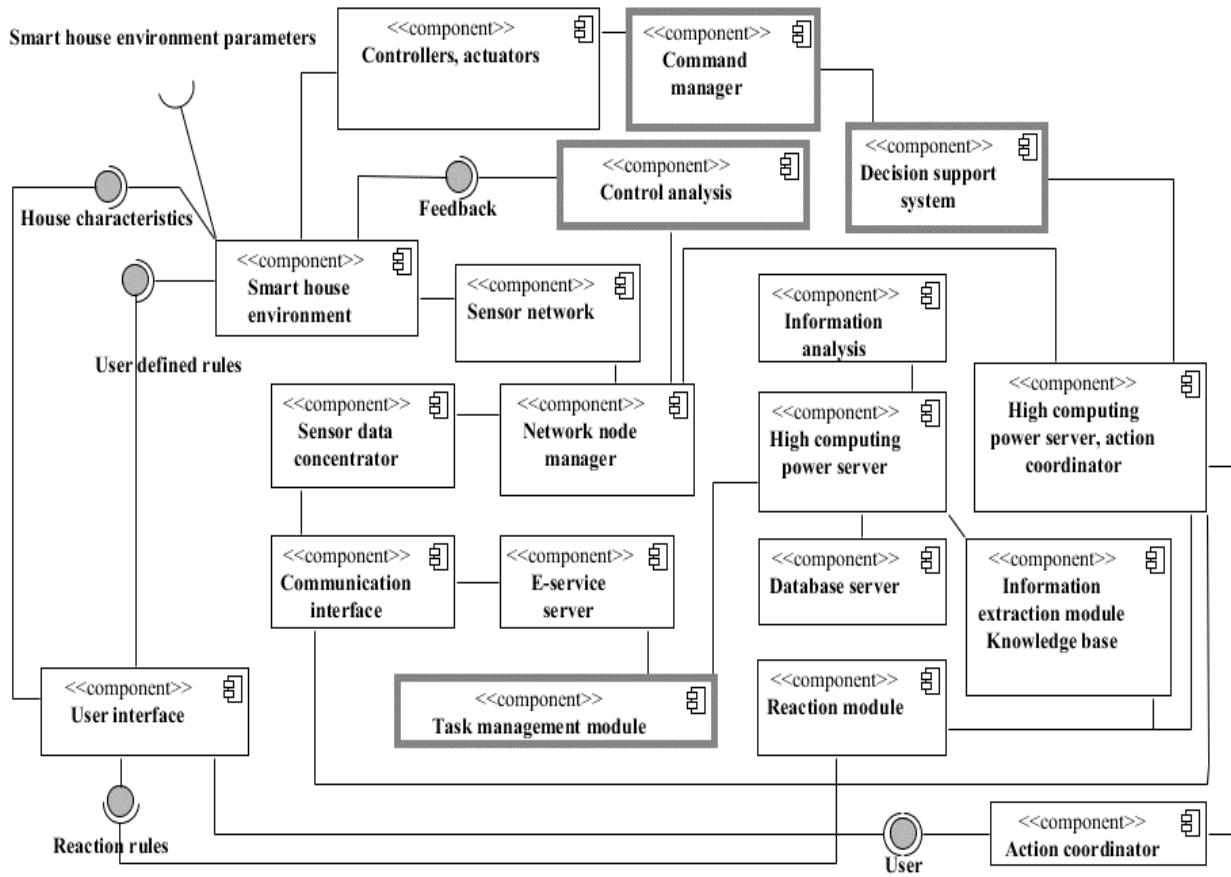 Smart house environment parameters
<<component>>
Controllers, actuators
<<component>>
Command
manager
<<component>>
Control analysis
<<component>>
Decision support
system
House characteristics
Feedback
<<component>>
Smart house
environment
<<component>>
Sensor network
<<component>>
Information
analysis
User defined rules
<<component>>
Sensor data
concentrator
<<component>>
Network node
manager
<<component>>
High computing
power server
<<component>>
High computing
power server, action
coordinator
<<component>>
Communication
interface
<<component>>
E-service
server
<<component>>
Database server
<<component>>
Information
extraction module
Knowledge base
<<component>>
User interface
<<component>>
Task management module
<<component>>
Reaction module
Reaction rules
User
<<component>>
Action coordinator